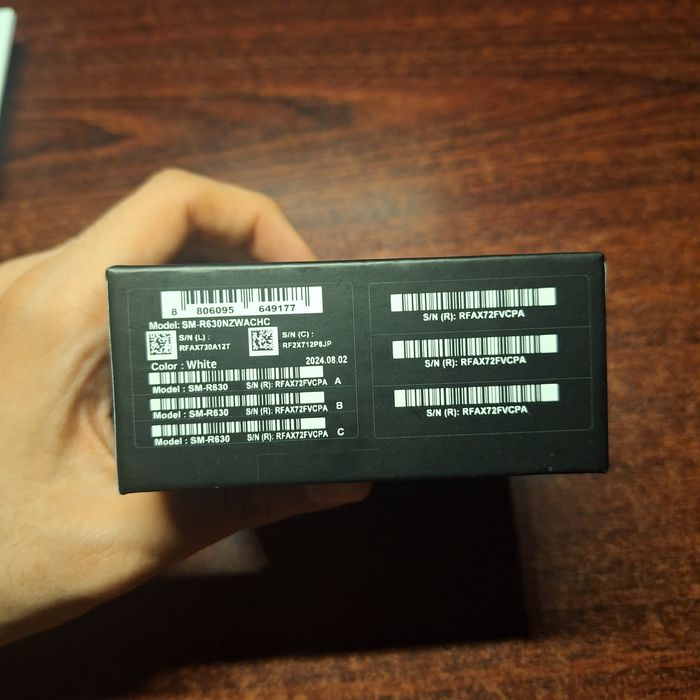 8 806095 649177
Model: SM-R630NZWACHC
S/N (L) :
RFAX730A12T
S/N (C) :
RF2X712P8JP
Color : White 2024.08.02
Model : SM-R630 S/N (R): RFAX72FVCPA A
Model : SM-R630 S/N (R): RFAX72FVCPA B
Model : SM-R630 S/N (R): RFAX72FVCPA C
S/N (R): RFAX72FVCPA
S/N (R): RFAX72FVCPA
S/N (R): RFAX72FVCPA